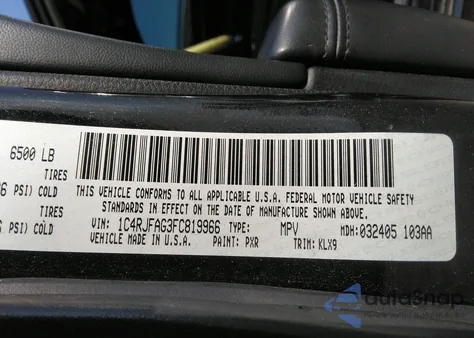 6500 LB
TIRES
PSI) COLD
TIRES
PSI) COLD
THIS VEHICLE CONFORMS TO ALL APPLICABLE U.S.A. FEDERAL MOTOR VEHICLE SAFETY
STANDARDS IN EFFECT ON THE DATE OF MANUFACTURE SHOWN ABOVE.
VIN: 1C4RJFAG3FC819966 TYPE: MPV MDH: 032405 103AA
VEHICLE MADE IN U.S.A. PAINT: PXR TRIM: KLX9
autosnap